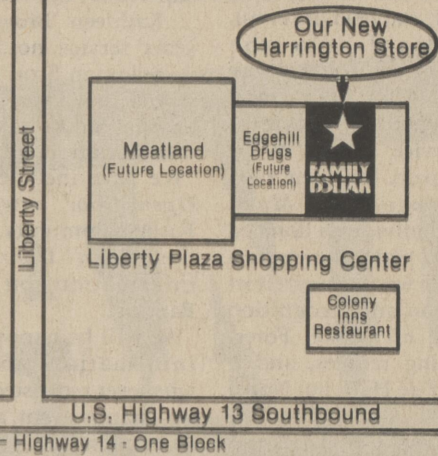 Our New
Harrington Store
Meatland
(Future Location)
Edgehill
Drugs
(Future
Location)
FAMILY
DOLLAR
Liberty Street
Liberty Plaza Shopping Center
Colony
Inns
Restaurant
U.S. Highway 13 Southbound
= Highway 14 - One Block